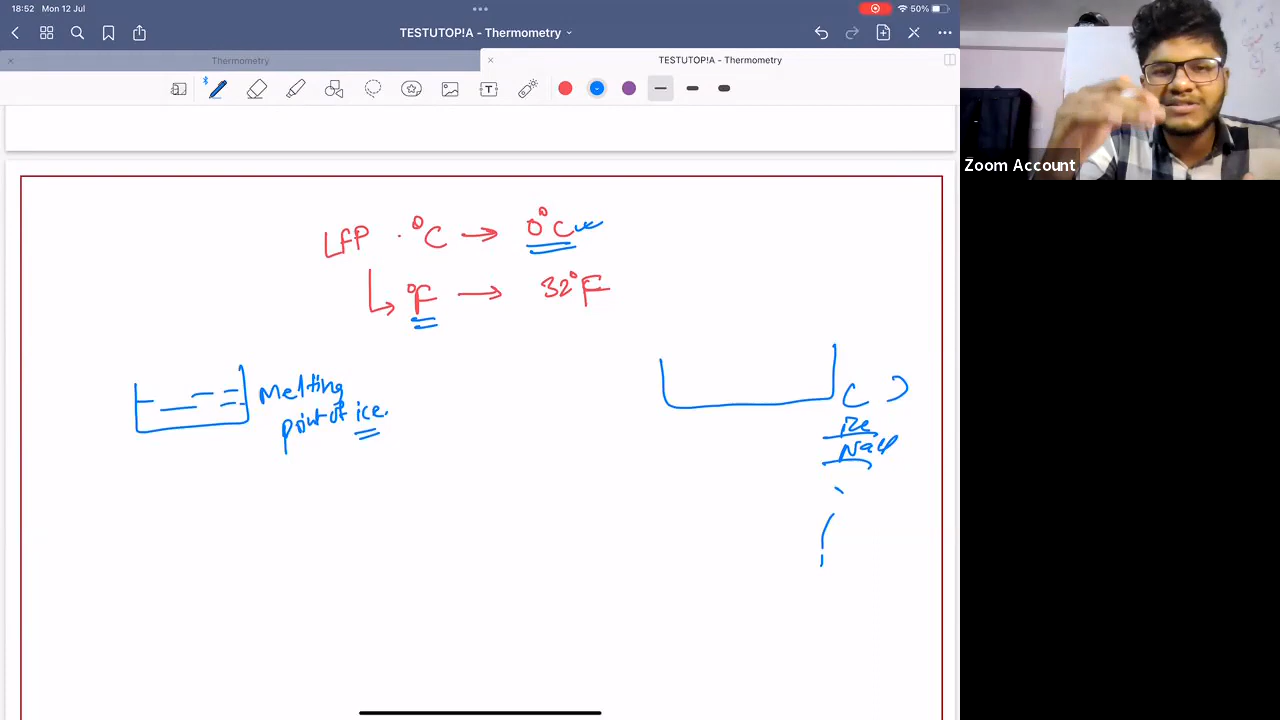 18:52 Mon 12 Jul
50%
TESTUTOP!A - Thermometry
Thermometry
TESTUTOP!A - Thermometry
T
Zoom Account
LFP °C → 0°C
°F → 32°F
Melting
point of ice.
C
Ice
NaCl